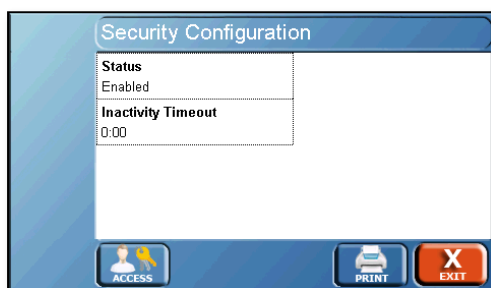 Security Configuration
Status
Enabled
Inactivity Timeout
0:00
ACCESS
PRINT
X
EXIT